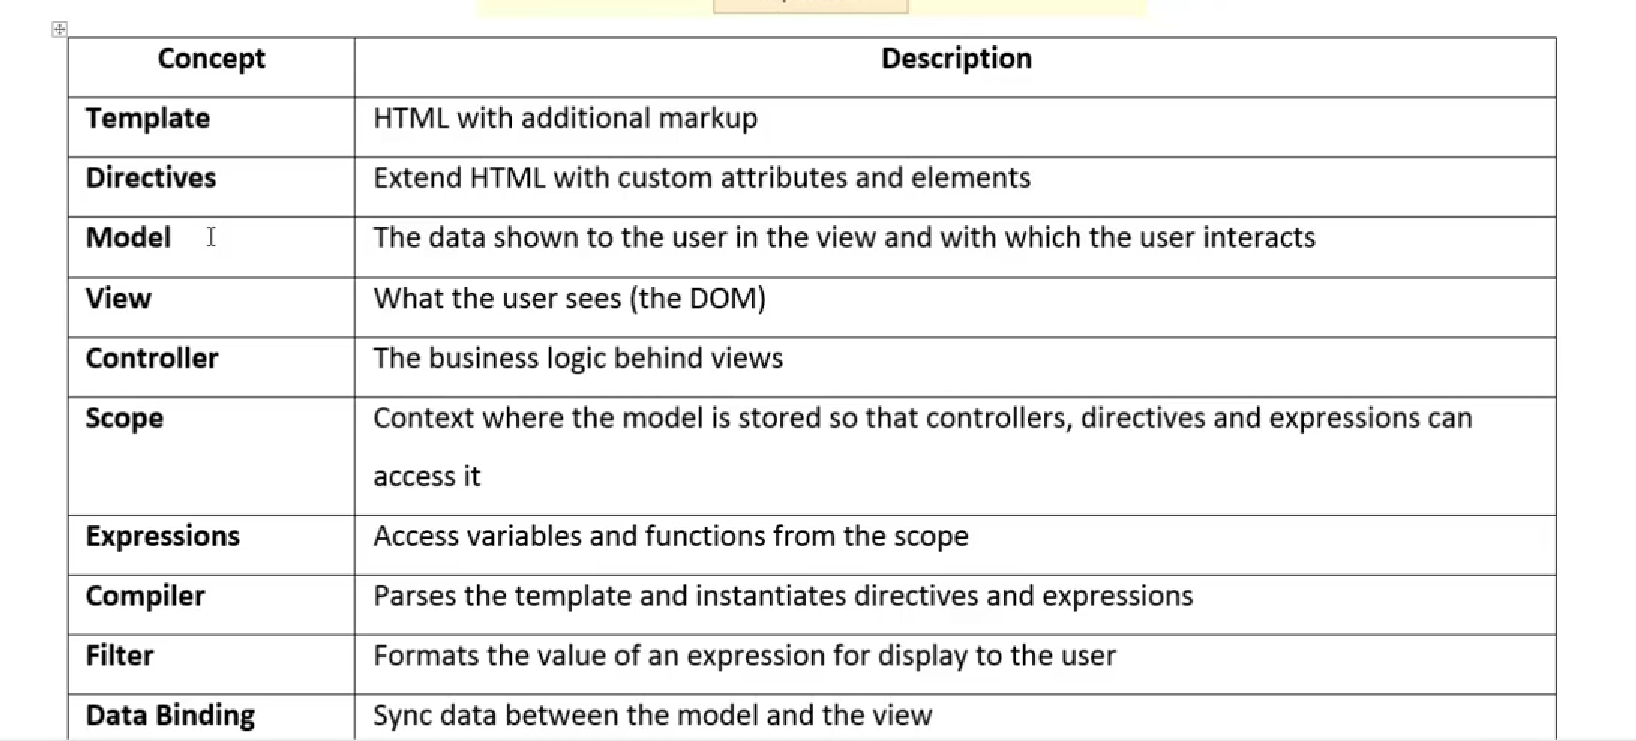 Concept Description
Template HTML with additional markup
Directives Extend HTML with custom attributes and elements
Model The data shown to the user in the view and with which the user interacts
View What the user sees (the DOM)
Controller The business logic behind views
Scope Context where the model is stored so that controllers, directives and expressions can
access it
Expressions Access variables and functions from the scope
Compiler Parses the template and instantiates directives and expressions
Filter Formats the value of an expression for display to the user
Data Binding Sync data between the model and the view